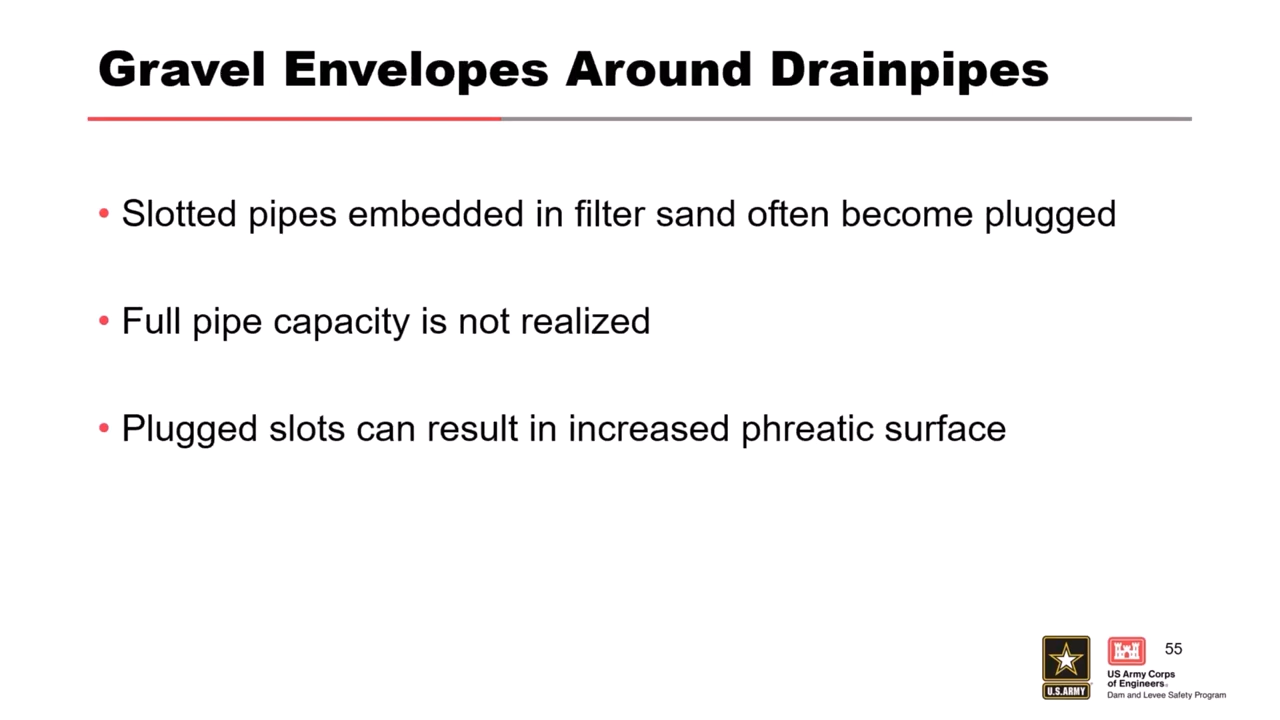 Gravel Envelopes Around Drainpipes
• Slotted pipes embedded in filter sand often become plugged
• Full pipe capacity is not realized
• Plugged slots can result in increased phreatic surface
55
U.S.ARMY
US Army Corps
of Engineers®
Dam and Levee Safety Program